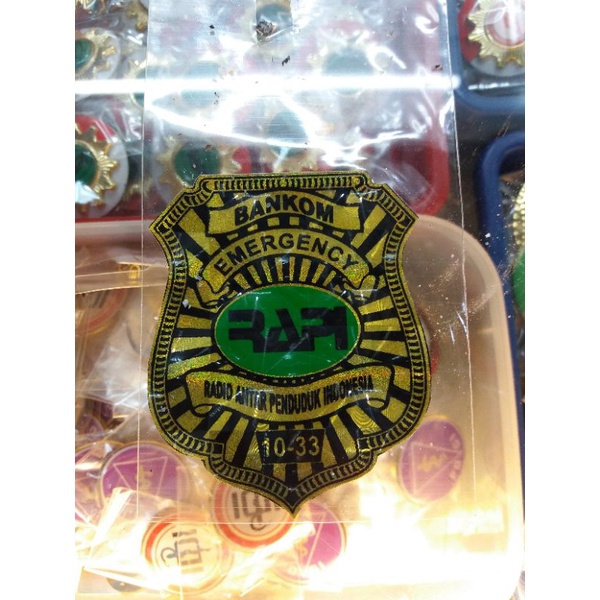 BANKOM
EMERGENCY
RAPI
RADIO ANTAR PENDUDUK INDONESIA
10-33